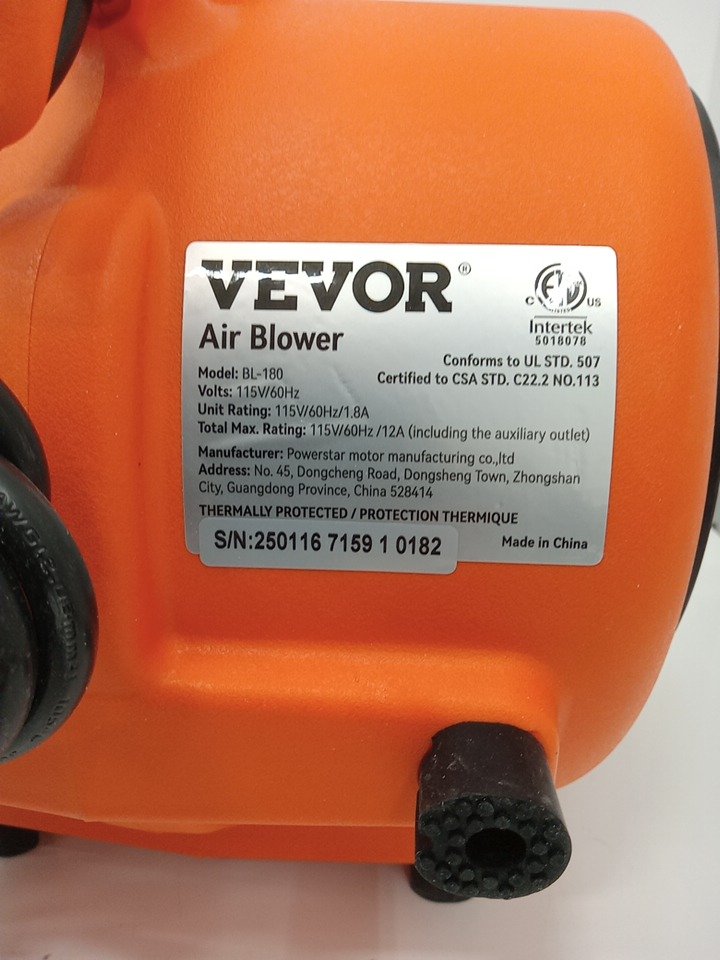 VEVOR®
Air Blower
C US
Intertek
5018078
Conforms to UL STD. 507
Certified to CSA STD. C22.2 NO.113
Model: BL-180
Volts: 115V/60Hz
Unit Rating: 115V/60Hz/1.8A
Total Max. Rating: 115V/60Hz /12A (including the auxiliary outlet)
Manufacturer: Powerstar motor manufacturing co.,ltd
Address: No. 45, Dongcheng Road, Dongsheng Town, Zhongshan
City, Guangdong Province, China 528414
THERMALLY PROTECTED / PROTECTION THERMIQUE
S/N:250116 7159 1 0182
Made in China